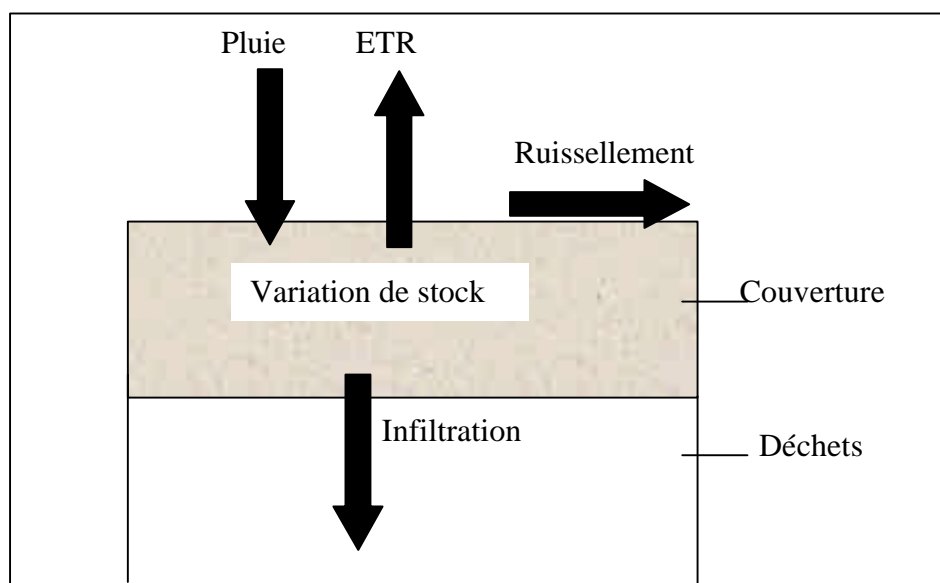 Pluie
ETR
Ruissellement
Variation de stock
Couverture
Infiltration
Déchets